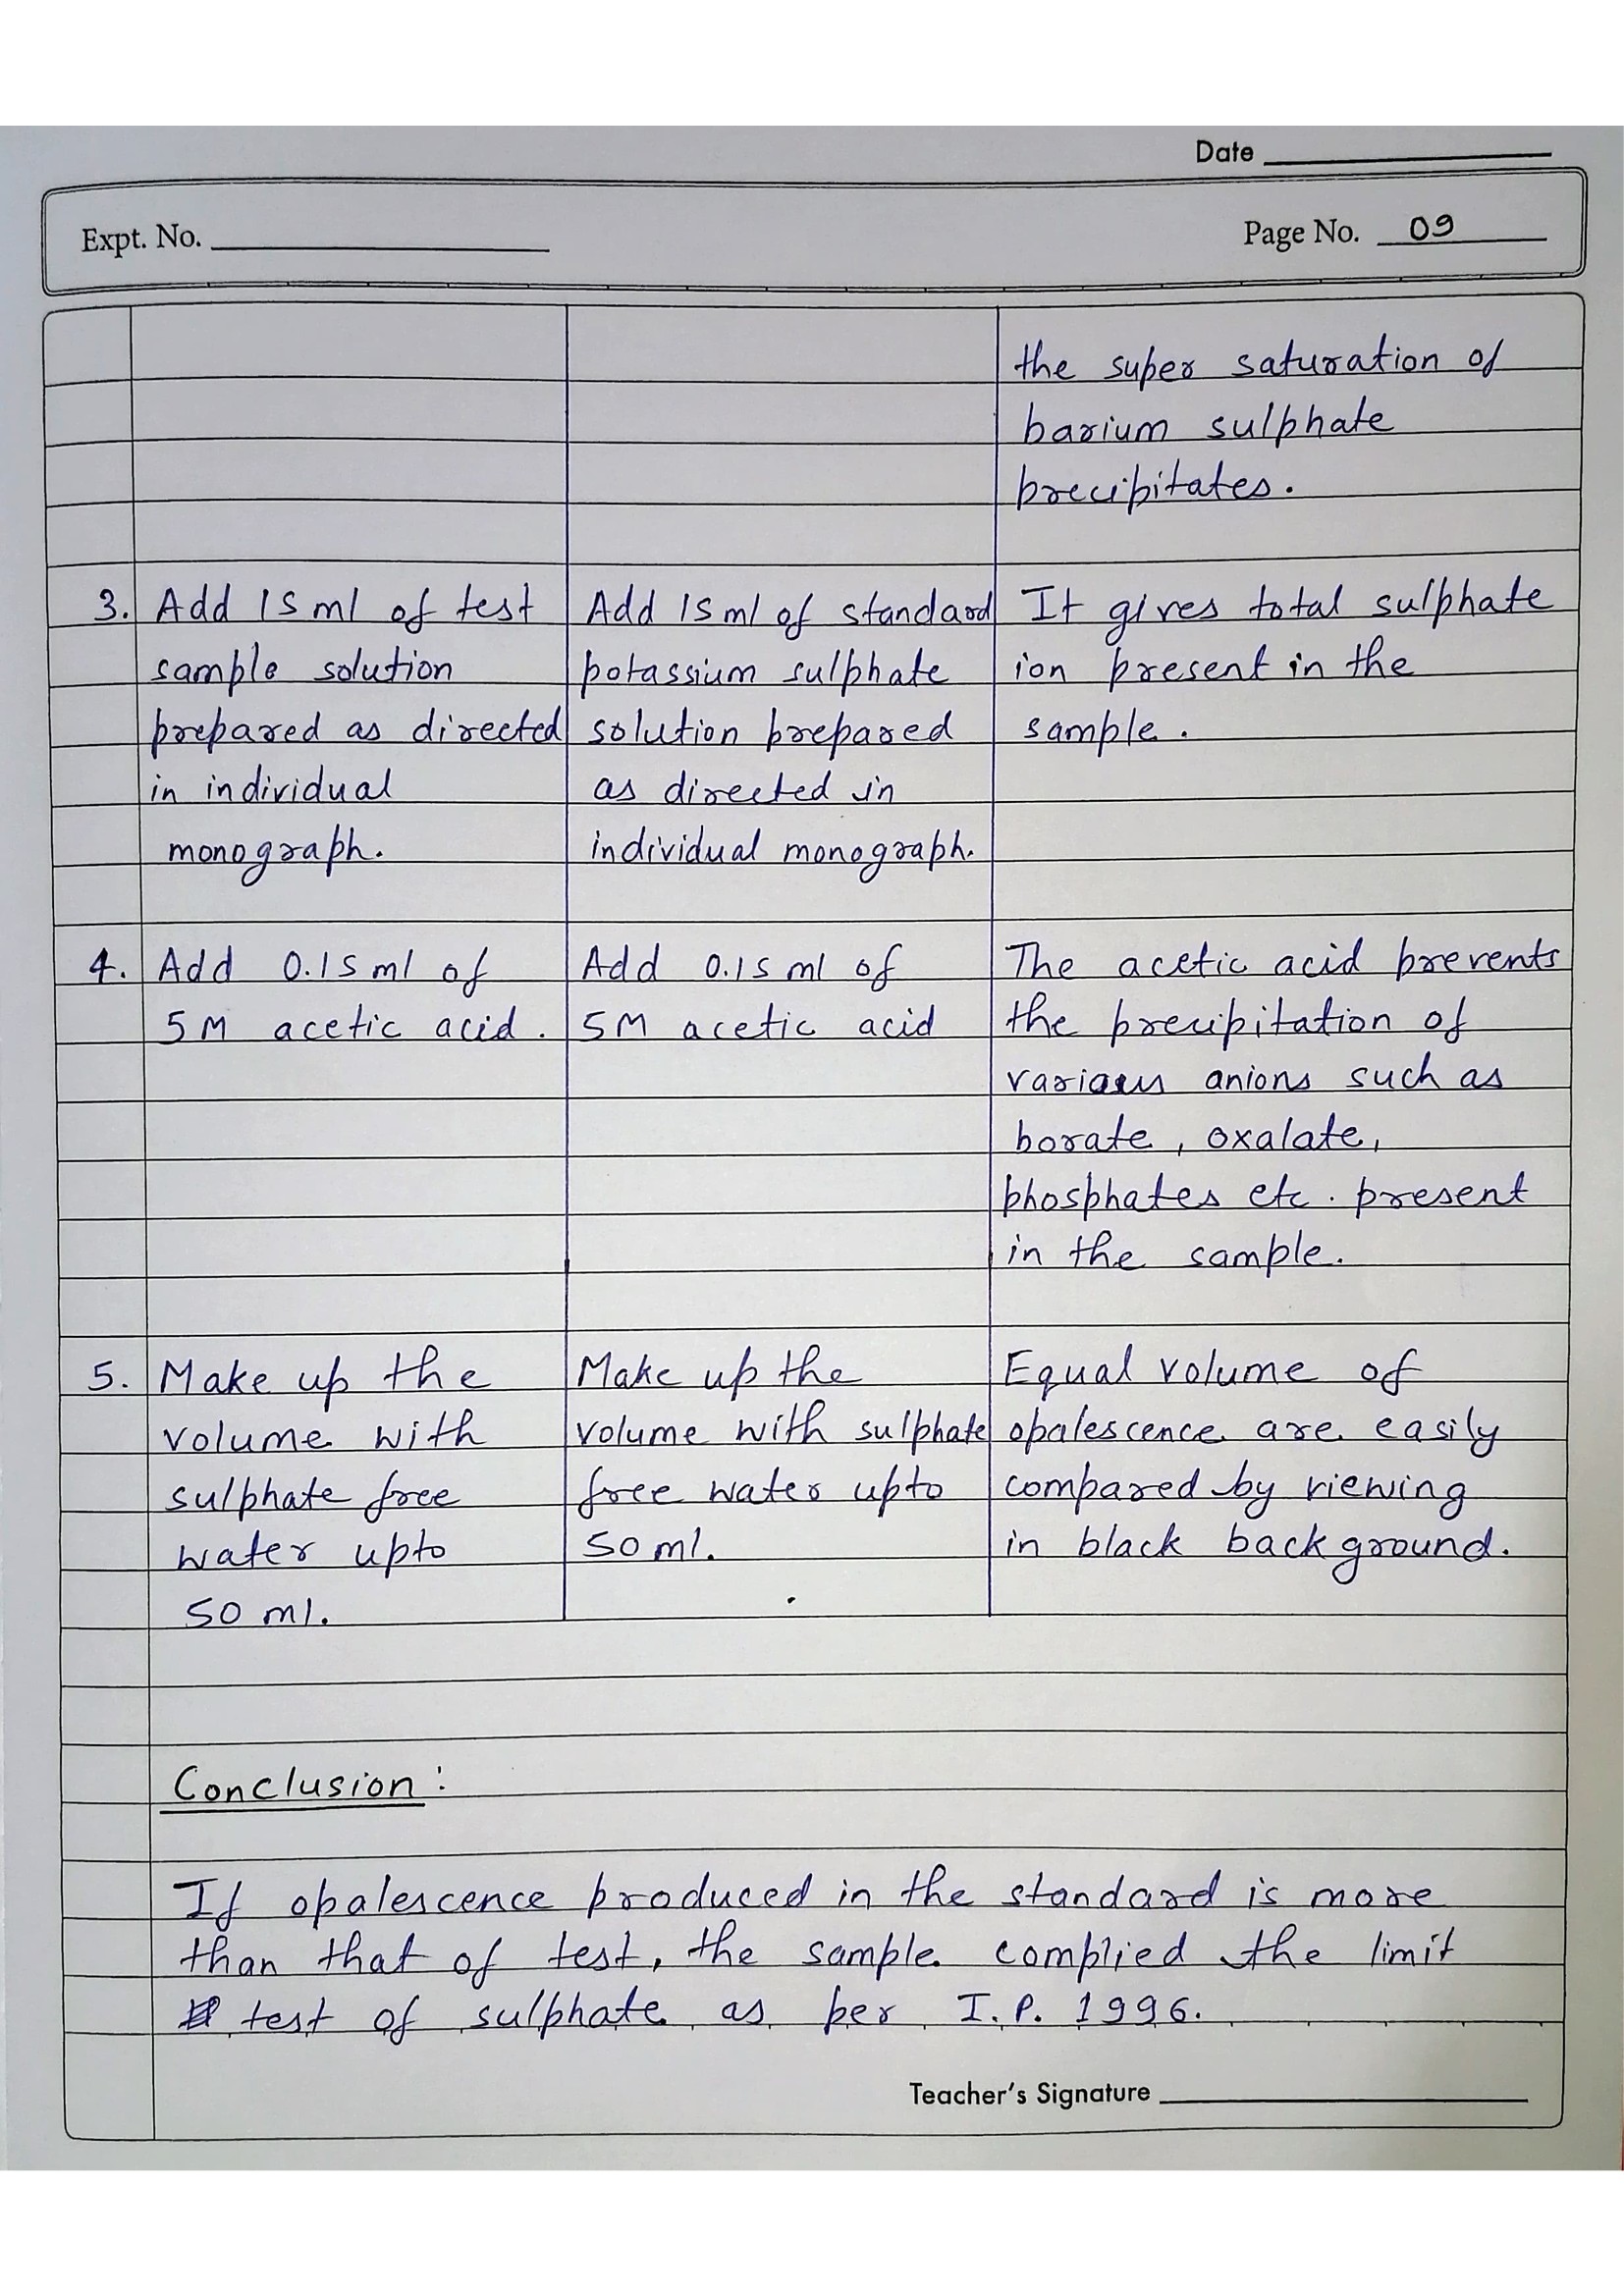 Date
Expt. No.
Page No. 09
the super saturation of
barium sulphate
precipitates.
3. Add 15 ml of test
sample solution
prepared as directed
in individual
monograph.
Add 15 ml of standard
potassium sulphate
solution prepared
as directed in
individual monograph.
It gives total sulphate
ion present in the
sample.
4. Add 0.15 ml of
5M acetic acid.
Add 0.15 ml of
5M acetic acid
The acetic acid prevents
the precipitation of
various anions such as
borate, oxalate,
phosphates etc. present
in the sample.
5. Make up the
volume with
sulphate free
water upto
50 ml.
Make up the
volume with sulphate
free water upto
50 ml.
Equal volume of
opalescence are easily
compared by viewing
in black background.
Conclusion:
If opalescence produced in the standard is more
than that of test, the sample complied the limit
test of sulphate as per I.P. 1996.
Teacher's Signature